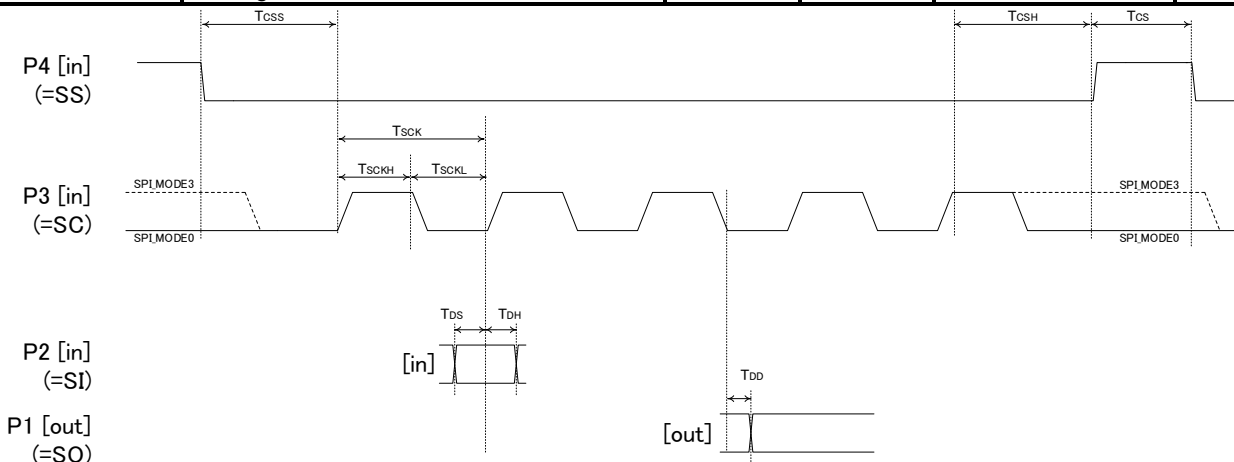 TCSS TCSH TCS
P4 [in]
(=SS)
TSCK
TSCKH TSCKL
SPI_MODE3 SPI_MODE3
P3 [in]
(=SC)
SPI_MODE0 SPI_MODE0
TDS TDH
P2 [in] [in]
(=SI)
TDD
P1 [out] [out]
(=SO)